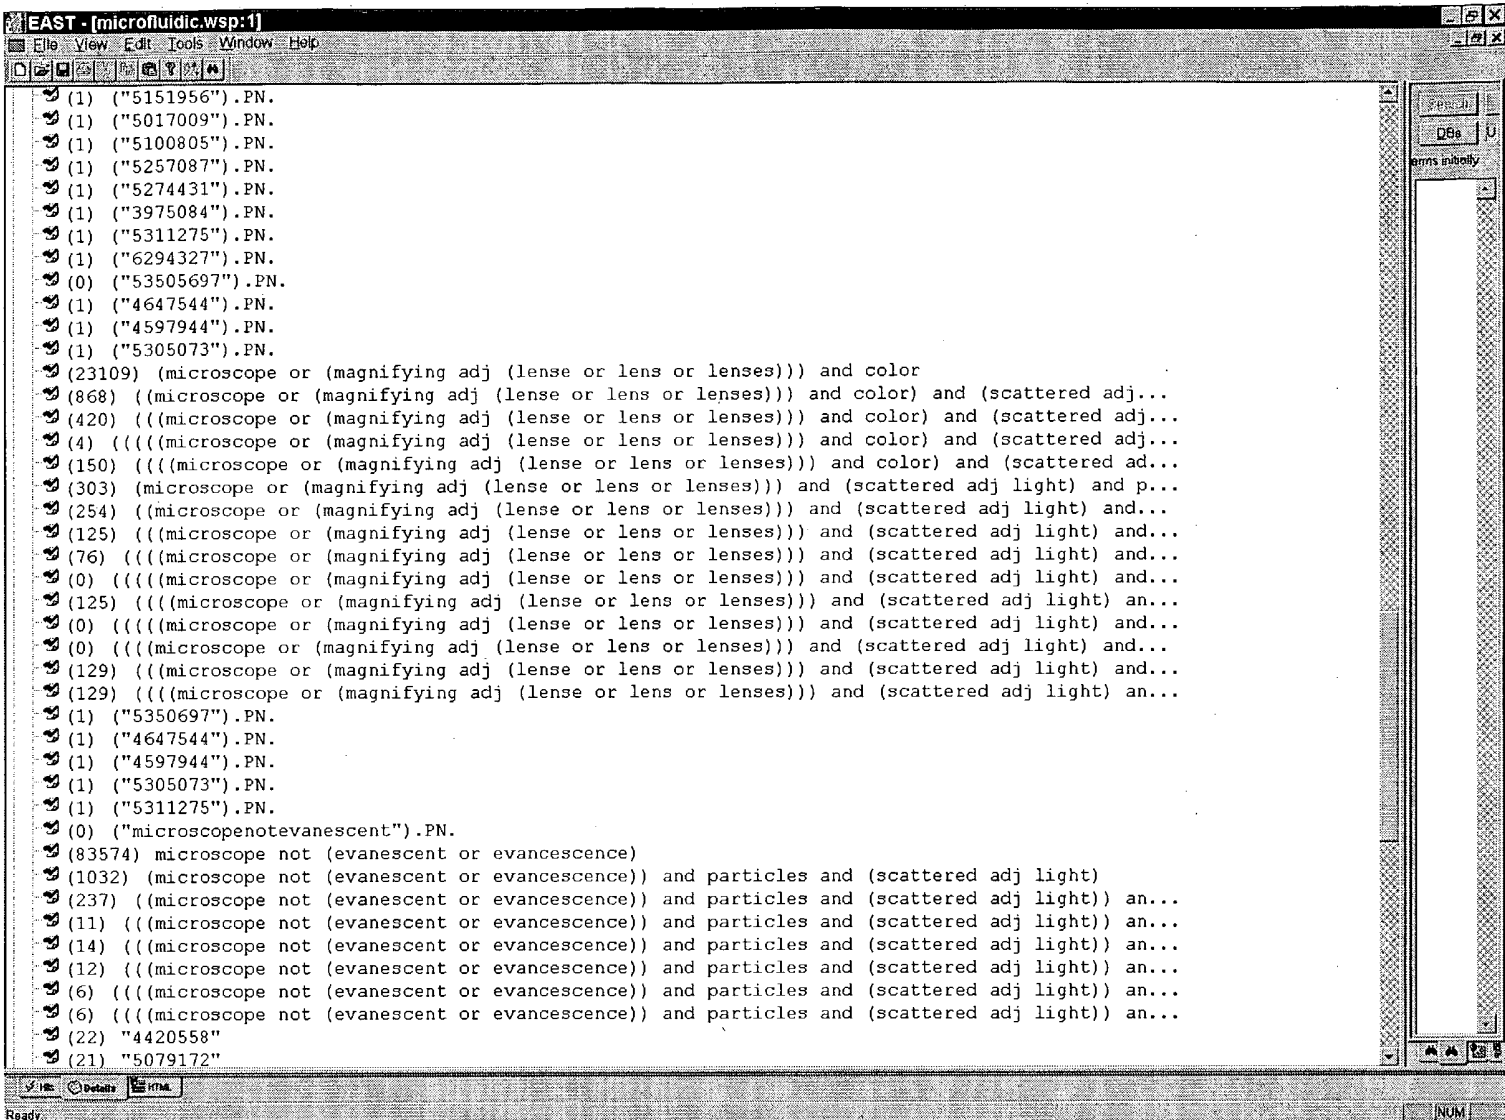 EAST - [microfluidic.wsp:1]
File View Edit Tools Window Help
(1) ("5151956").PN.
(1) ("5017009").PN.
(1) ("5100805").PN.
(1) ("5257087").PN.
(1) ("5274431").PN.
(1) ("3975084").PN.
(1) ("5311275").PN.
(1) ("6294327").PN.
(0) ("53505697").PN.
(1) ("4647544").PN.
(1) ("4597944").PN.
(1) ("5305073").PN.
(23109) (microscope or (magnifying adj (lense or lens or lenses))) and color
(868) ((microscope or (magnifying adj (lense or lens or lenses))) and color) and (scattered adj...
(420) (((microscope or (magnifying adj (lense or lens or lenses))) and color) and (scattered adj...
(4) (((((microscope or (magnifying adj (lense or lens or lenses))) and color) and (scattered adj...
(150) ((((microscope or (magnifying adj (lense or lens or lenses))) and color) and (scattered ad...
(303) (microscope or (magnifying adj (lense or lens or lenses))) and (scattered adj light) and p...
(254) ((microscope or (magnifying adj (lense or lens or lenses))) and (scattered adj light) and...
(125) (((microscope or (magnifying adj (lense or lens or lenses))) and (scattered adj light) and...
(76) ((((microscope or (magnifying adj (lense or lens or lenses))) and (scattered adj light) and...
(0) (((((microscope or (magnifying adj (lense or lens or lenses))) and (scattered adj light) and...
(125) ((((microscope or (magnifying adj (lense or lens or lenses))) and (scattered adj light) an...
(0) (((((microscope or (magnifying adj (lense or lens or lenses))) and (scattered adj light) and...
(0) ((((microscope or (magnifying adj (lense or lens or lenses))) and (scattered adj light) and...
(129) (((microscope or (magnifying adj (lense or lens or lenses))) and (scattered adj light) and...
(129) ((((microscope or (magnifying adj (lense or lens or lenses))) and (scattered adj light) an...
(1) ("5350697").PN.
(1) ("4647544").PN.
(1) ("4597944").PN.
(1) ("5305073").PN.
(1) ("5311275").PN.
(0) ("microscopenotevanescent").PN.
(83574) microscope not (evanescent or evancescence)
(1032) (microscope not (evanescent or evancescence)) and particles and (scattered adj light)
(237) ((microscope not (evanescent or evancescence)) and particles and (scattered adj light)) an...
(11) (((microscope not (evanescent or evancescence)) and particles and (scattered adj light)) an...
(14) (((microscope not (evanescent or evancescence)) and particles and (scattered adj light)) an...
(12) (((microscope not (evanescent or evancescence)) and particles and (scattered adj light)) an...
(6) ((((microscope not (evanescent or evancescence)) and particles and (scattered adj light)) an...
(6) ((((microscope not (evanescent or evancescence)) and particles and (scattered adj light)) an...
(22) "4420558"
(21) "5079172"
Search
DBs U
erms initially
Details HTML
Ready
NUM